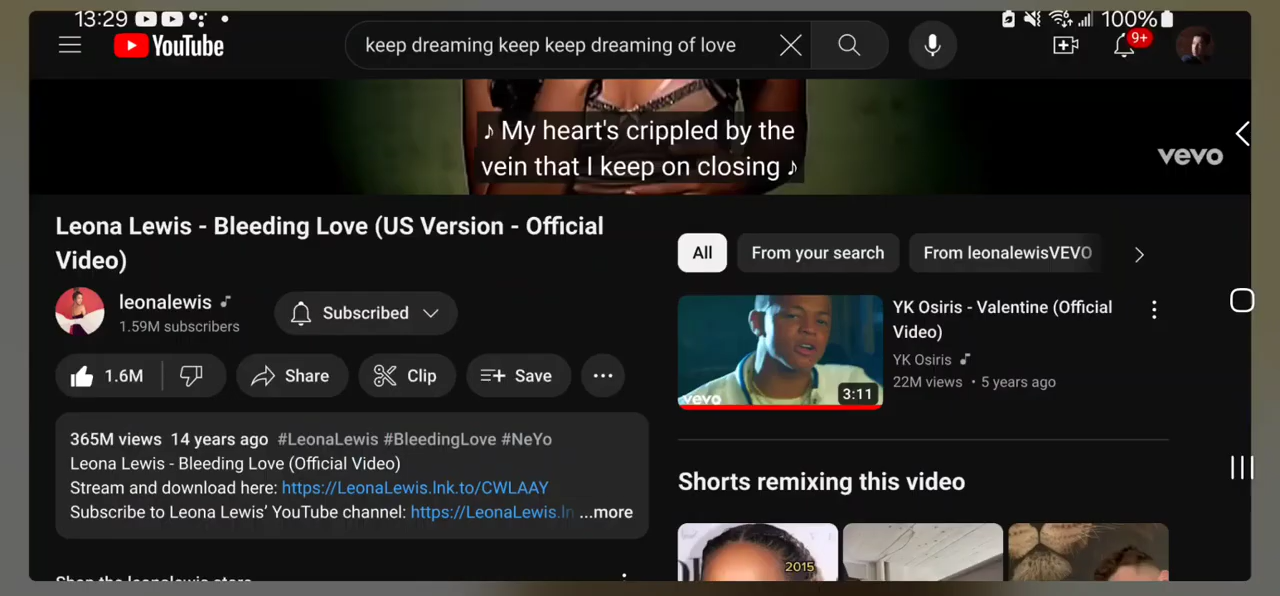 13:29
100%
YouTube
keep dreaming keep keep dreaming of love
9+
♪ My heart's crippled by the
vein that I keep on closing ♪
vevo
Leona Lewis - Bleeding Love (US Version - Official
Video)
leonalewis
1.59M subscribers
Subscribed
1.6M
Share
Clip
Save
365M views 14 years ago #LeonaLewis #BleedingLove #NeYo
Leona Lewis - Bleeding Love (Official Video)
Stream and download here: https://LeonaLewis.lnk.to/CWLAAY
Subscribe to Leona Lewis’ YouTube channel: https://LeonaLewis.ln ...more
Shop the leonalewis store
All
From your search
From leonalewisVEVO
vevo
3:11
YK Osiris - Valentine (Official
Video)
YK Osiris
22M views • 5 years ago
Shorts remixing this video
2015